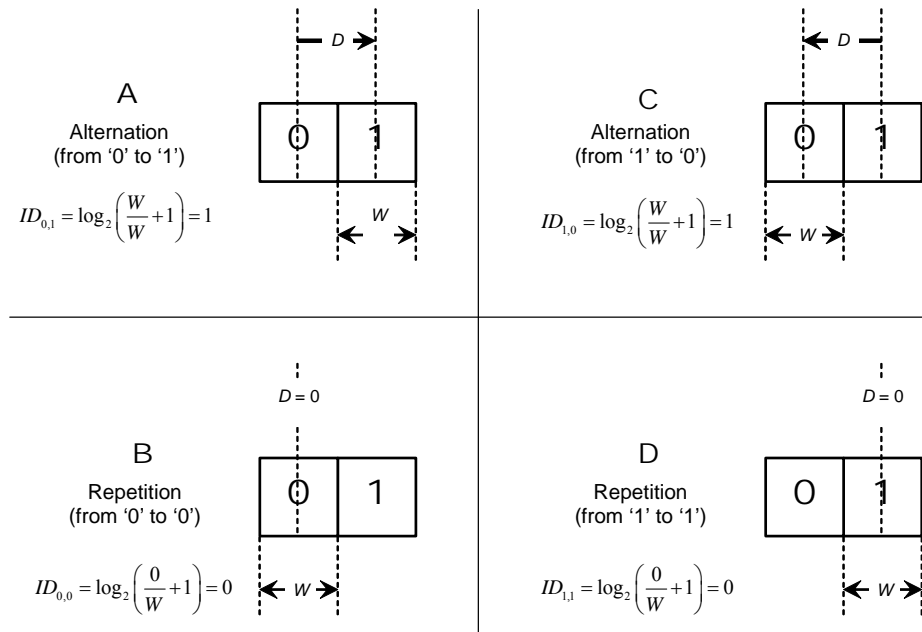 D
A
Alternation
(from ‘0’ to ‘1’)
0 1
ID0,1 = log2(W/W + 1) = 1
W
D
C
Alternation
(from ‘1’ to ‘0’)
0 1
ID1,0 = log2(W/W + 1) = 1
W
D = 0
B
Repetition
(from ‘0’ to ‘0’)
0 1
ID0,0 = log2(0/W + 1) = 0
W
D = 0
D
Repetition
(from ‘1’ to ‘1’)
0 1
ID1,1 = log2(0/W + 1) = 0
W